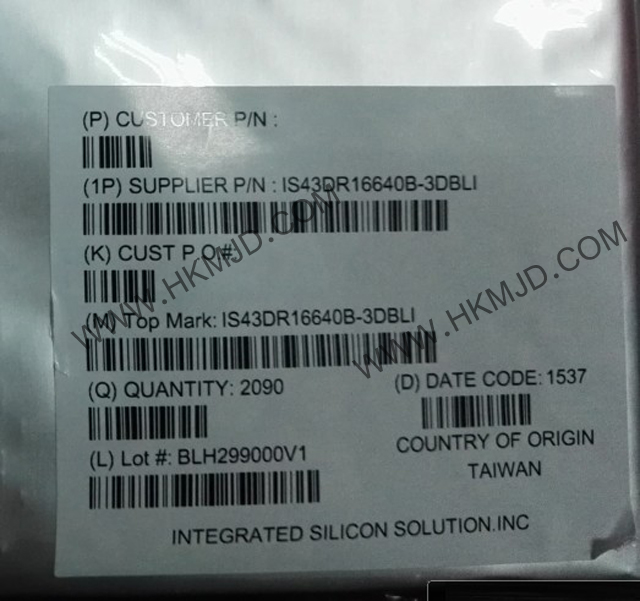 (P) CUSTOMER P/N :
(1P) SUPPLIER P/N : IS43DR16640B-3DBLI
(K) CUST P.O#:
(M) Top Mark: IS43DR16640B-3DBLI
(Q) QUANTITY: 2090
(D) DATE CODE: 1537
(L) Lot #: BLH299000V1
COUNTRY OF ORIGIN
TAIWAN
INTEGRATED SILICON SOLUTION.INC
WWW.HKMJD.COM
WWW.HKMJD.COM